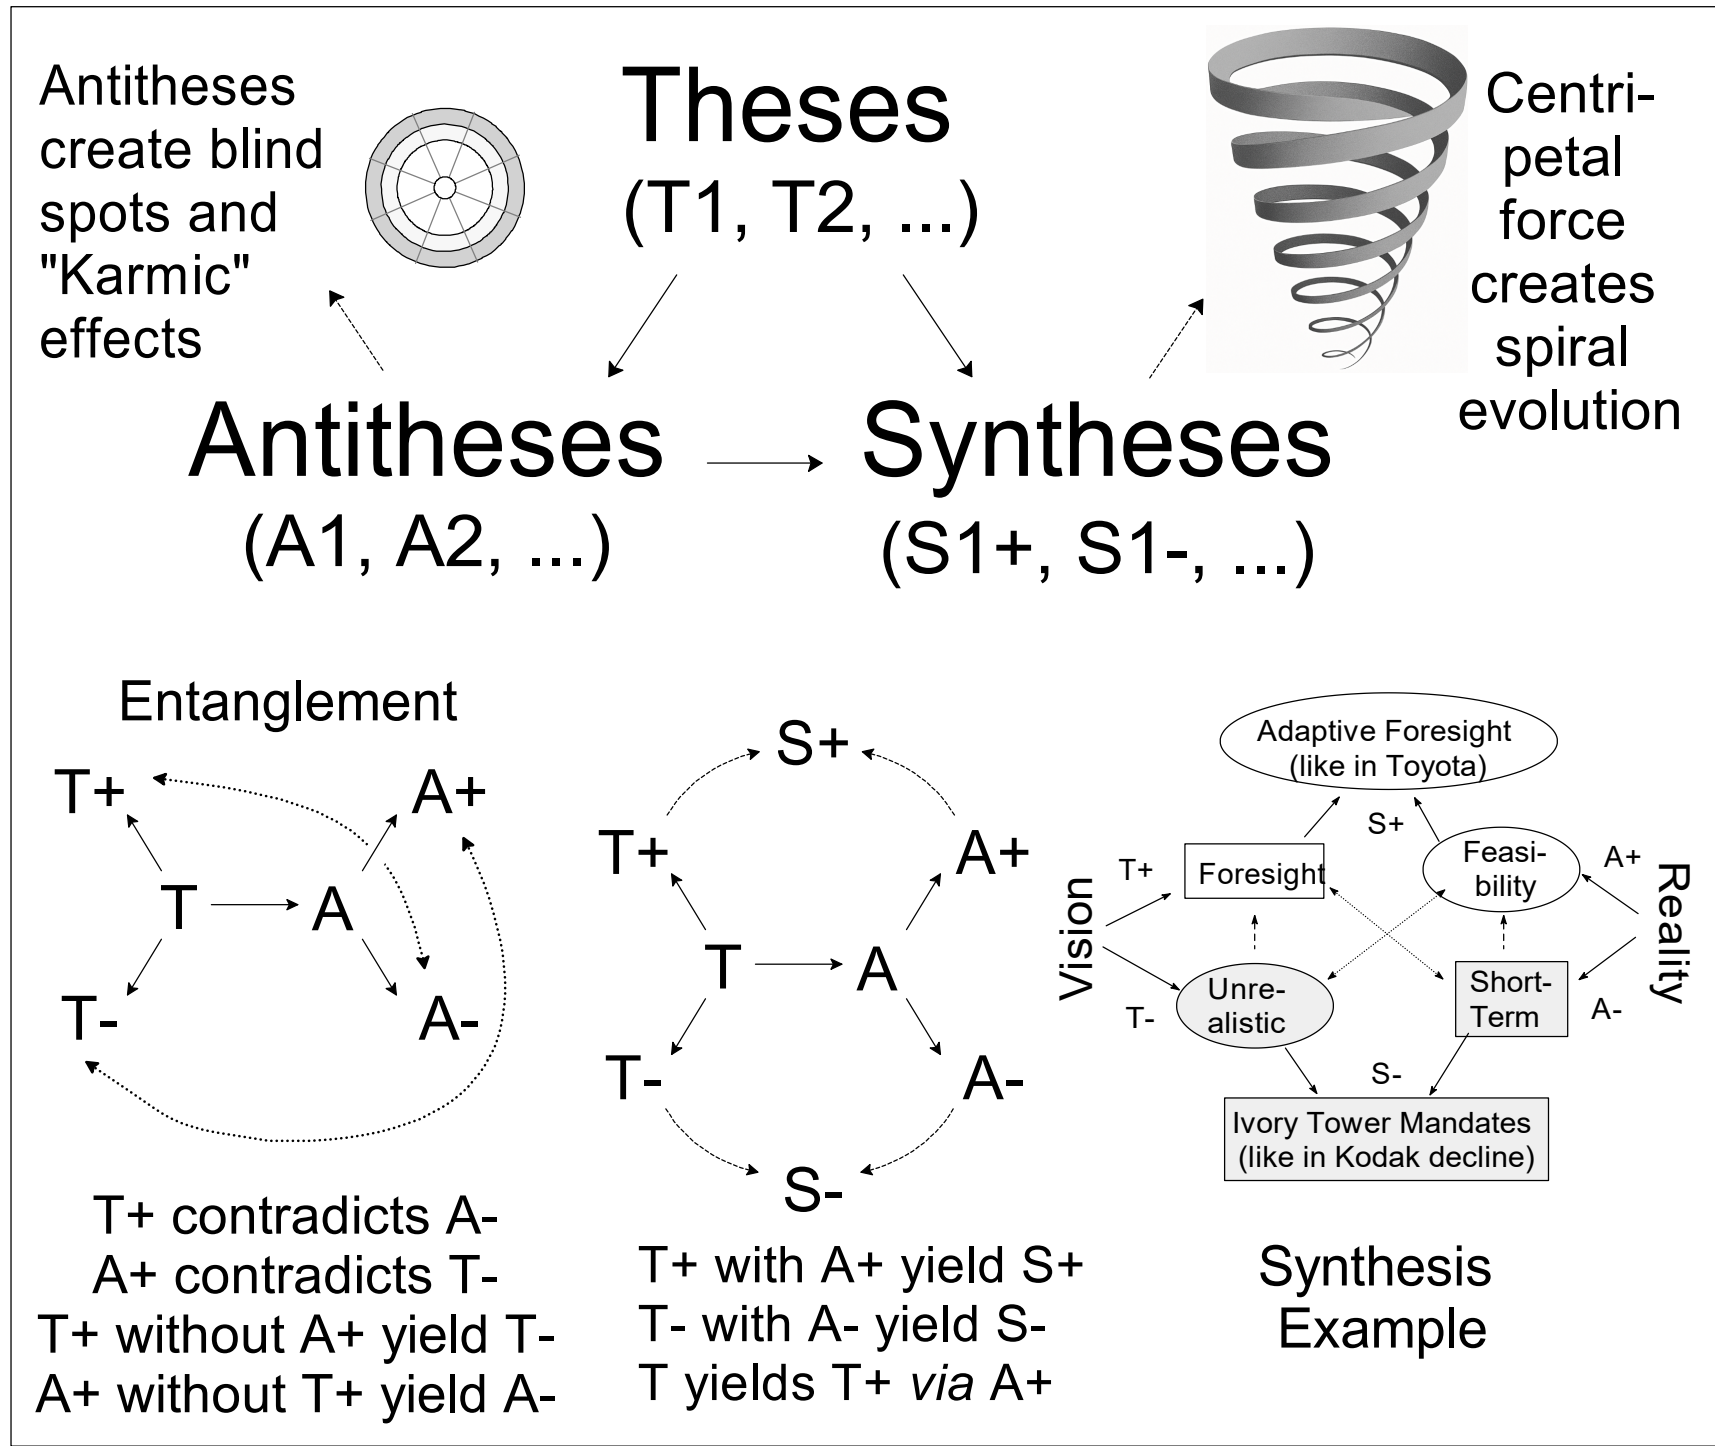 Antitheses
create blind
spots and
"Karmic"
effects
Theses
(T1, T2, ...)
Centri-
petal
force
creates
spiral
evolution
Antitheses
(A1, A2, ...)
Syntheses
(S1+, S1-, ...)
Entanglement
T+
A+
T
A
T-
A-
T+ contradicts A-
A+ contradicts T-
T+ without A+ yield T-
A+ without T+ yield A-
S+
T+
A+
T
A
T-
A-
S-
T+ with A+ yield S+
T- with A- yield S-
T yields T+ via A+
Adaptive Foresight
(like in Toyota)
S+
T+
Foresight
Feasi-
bility
A+
Vision
Reality
T-
Unre-
alistic
Short-
Term
A-
S-
Ivory Tower Mandates
(like in Kodak decline)
Synthesis
Example